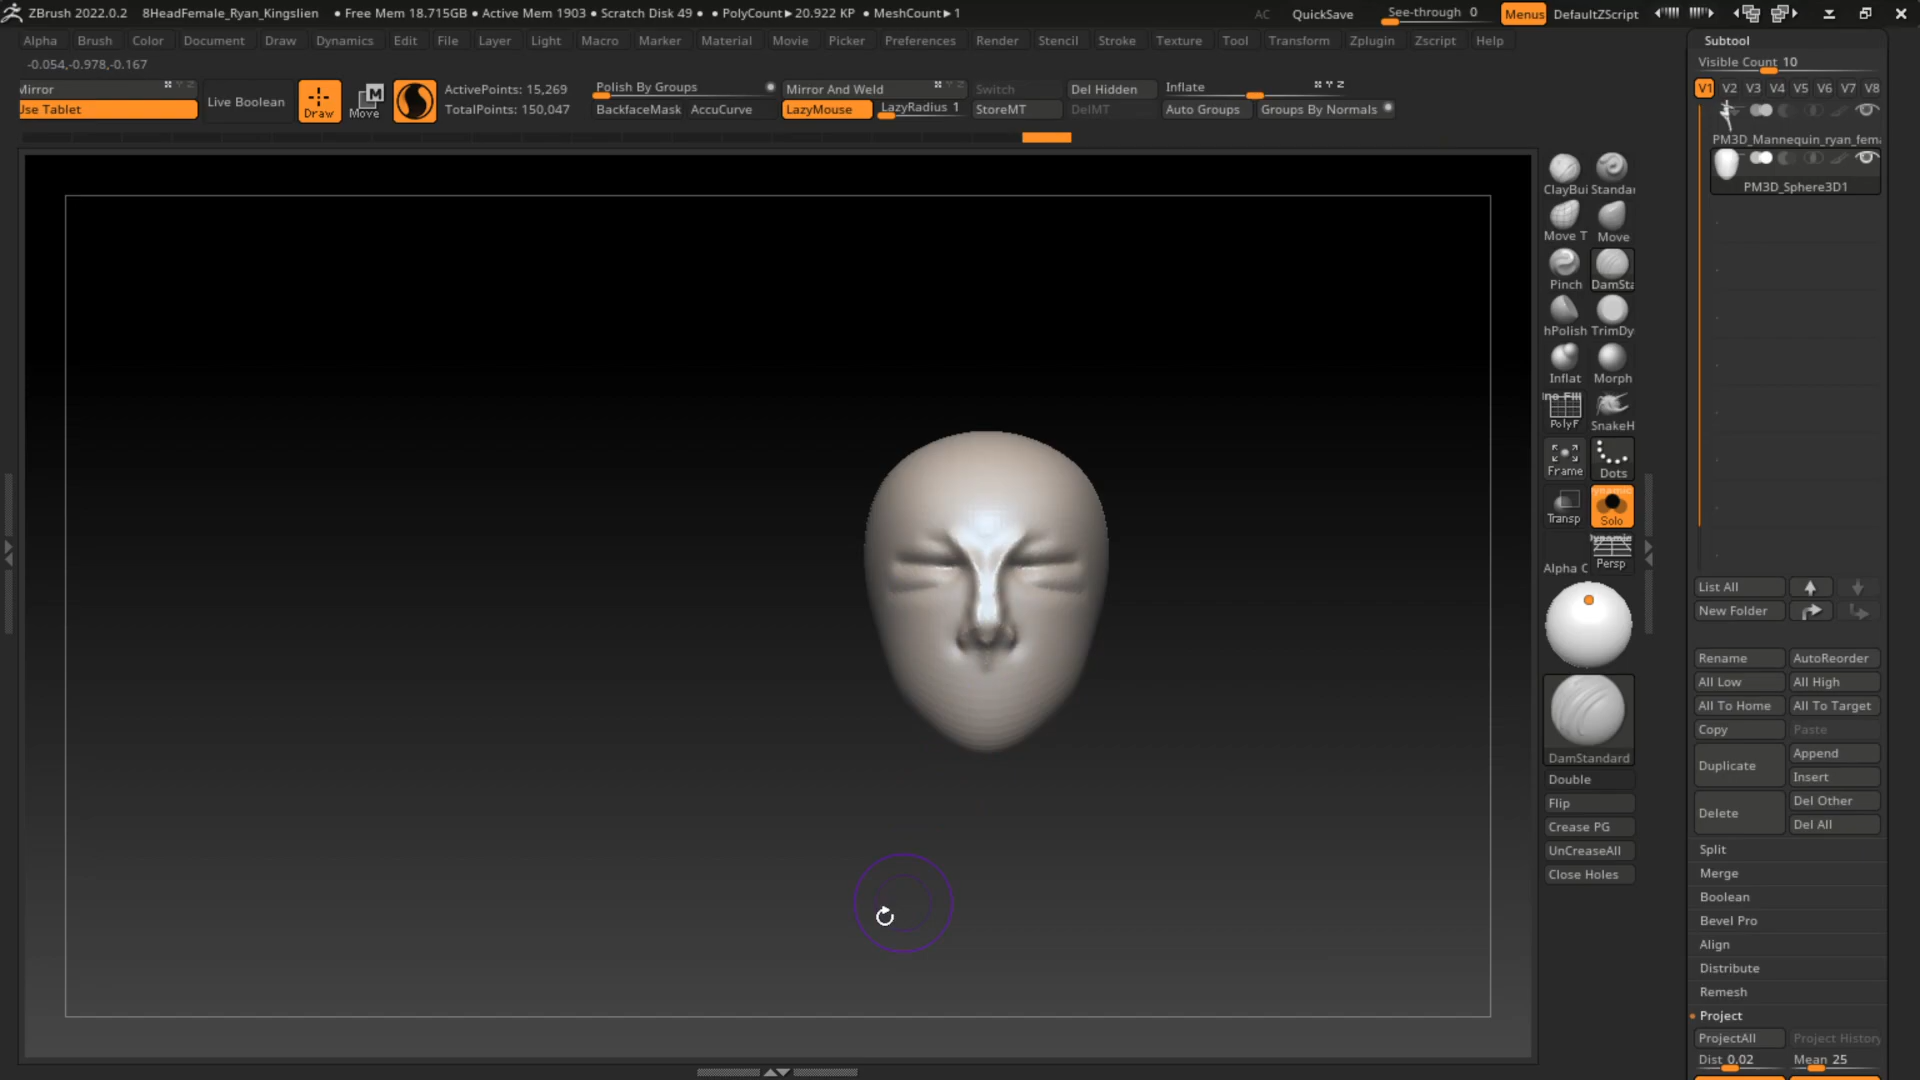 ZBrush 2022.0.2 8HeadFemale_Ryan_Kingslien • Free Mem 18.715GB • Active Mem 1903 • Scratch Disk 49 • PolyCount► 20.922 KP • MeshCount► 1 AC QuickSave See-through 0 Menus DefaultZScript
Alpha Brush Color Document Draw Dynamics Edit File Layer Light Macro Marker Material Movie Picker Preferences Render Stencil Stroke Texture Tool Transform Zplugin Zscript Help
-0.054,-0.978,-0.167
Mirror
Use Tablet
Live Boolean
Draw
Move
M
ActivePoints: 15,269
TotalPoints: 150,047
Polish By Groups
BackfaceMask AccuCurve
Mirror And Weld
LazyMouse LazyRadius 1
Switch
StoreMT
Del Hidden
DelMT
Inflate
X Y Z
Auto Groups Groups By Normals
ClayBui Standar
Move T Move
Pinch DamSta
hPolish TrimDy
Inflat Morph
PolyF SnakeH
Frame Dots
Transp Solo
Persp
Alpha C
DamStandard
Double
Flip
Crease PG
UnCreaseAll
Close Holes
Subtool
Visible Count 10
V1 V2 V3 V4 V5 V6 V7 V8
PM3D_Mannequin_ryan_fema
PM3D_Sphere3D1
List All
New Folder
Rename AutoReorder
All Low All High
All To Home All To Target
Copy Paste
Duplicate Append
Insert
Delete Del Other
Del All
Split
Merge
Boolean
Bevel Pro
Align
Distribute
Remesh
Project
ProjectAll Project History
Dist 0.02 Mean 25